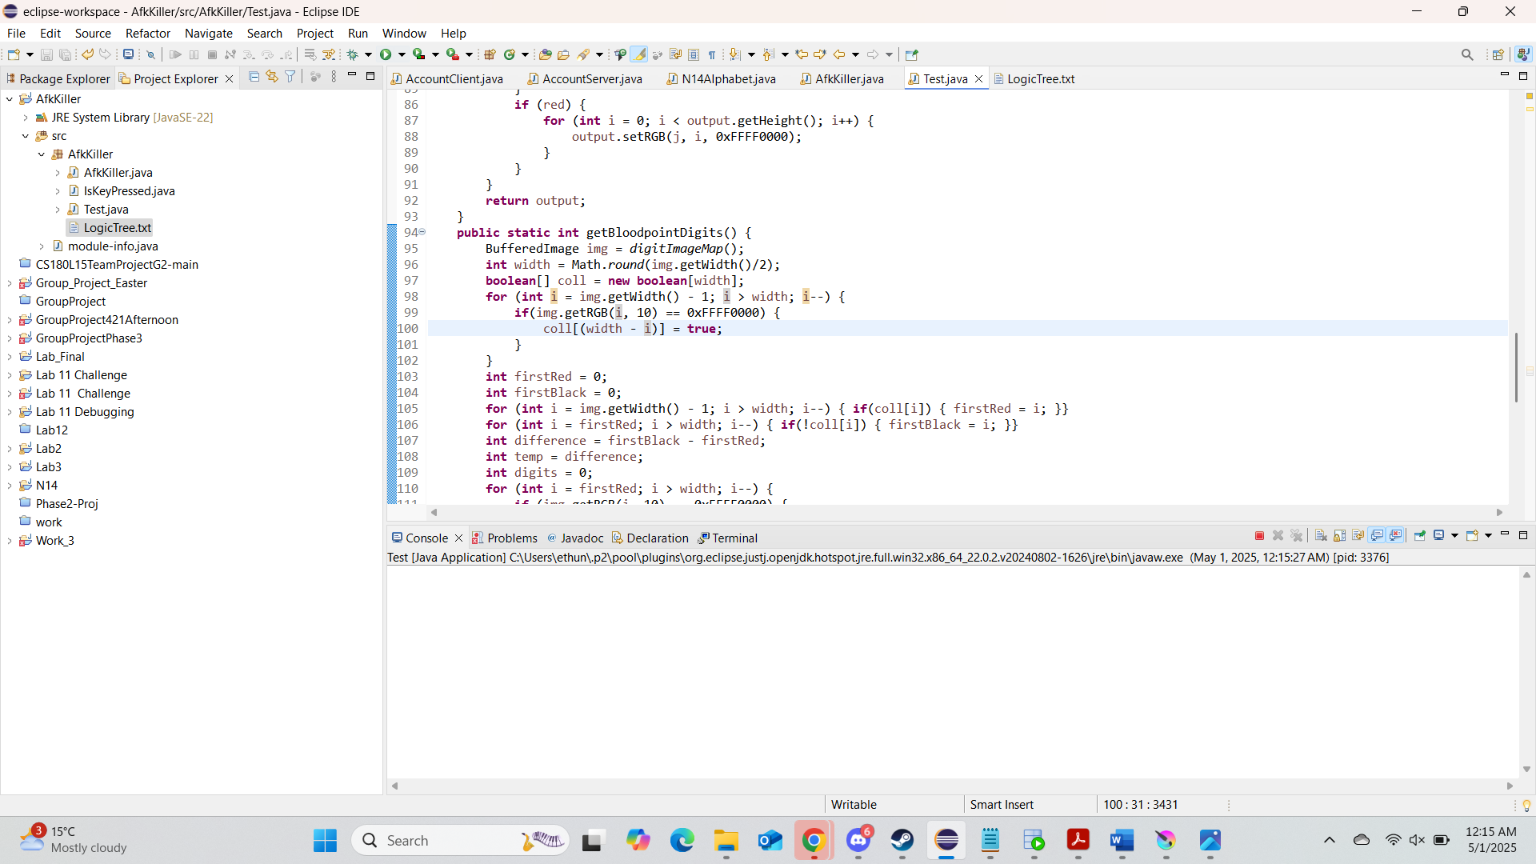 eclipse-workspace - AfkKiller/src/AfkKiller/Test.java - Eclipse IDE
File Edit Source Refactor Navigate Search Project Run Window Help
Package Explorer Project Explorer
AfkKiller
JRE System Library [JavaSE-22]
src
AfkKiller
AfkKiller.java
IsKeyPressed.java
Test.java
LogicTree.txt
module-info.java
CS180L15TeamProjectG2-main
Group_Project_Easter
GroupProject
GroupProject421Afternoon
GroupProjectPhase3
Lab_Final
Lab 11 Challenge
Lab 11  Challenge
Lab 11 Debugging
Lab12
Lab2
Lab3
N14
Phase2-Proj
work
Work_3
AccountClient.java AccountServer.java N14Alphabet.java AfkKiller.java Test.java LogicTree.txt
86 if (red) {
87 for (int i = 0; i < output.getHeight(); i++) {
88 output.setRGB(j, i, 0xFFFF0000);
89 }
90 }
91 }
92 return output;
93 }
94 public static int getBloodpointDigits() {
95 BufferedImage img = digitImageMap();
96 int width = Math.round(img.getWidth()/2);
97 boolean[] coll = new boolean[width];
98 for (int i = img.getWidth() - 1; i > width; i--) {
99 if(img.getRGB(i, 10) == 0xFFFF0000) {
100 coll[(width - i)] = true;
101 }
102 }
103 int firstRed = 0;
104 int firstBlack = 0;
105 for (int i = img.getWidth() - 1; i > width; i--) { if(coll[i]) { firstRed = i; }}
106 for (int i = firstRed; i > width; i--) { if(!coll[i]) { firstBlack = i; }}
107 int difference = firstBlack - firstRed;
108 int temp = difference;
109 int digits = 0;
110 for (int i = firstRed; i > width; i--) {
Console Problems Javadoc Declaration Terminal
Test [Java Application] C:\Users\ethun\.p2\pool\plugins\org.eclipse.justj.openjdk.hotspot.jre.full.win32.x86_64_22.0.2.v20240802-1626\jre\bin\javaw.exe (May 1, 2025, 12:15:27 AM) [pid: 3376]
Writable Smart Insert 100 : 31 : 3431
3 15°C
Mostly cloudy
Search
6
12:15 AM
5/1/2025